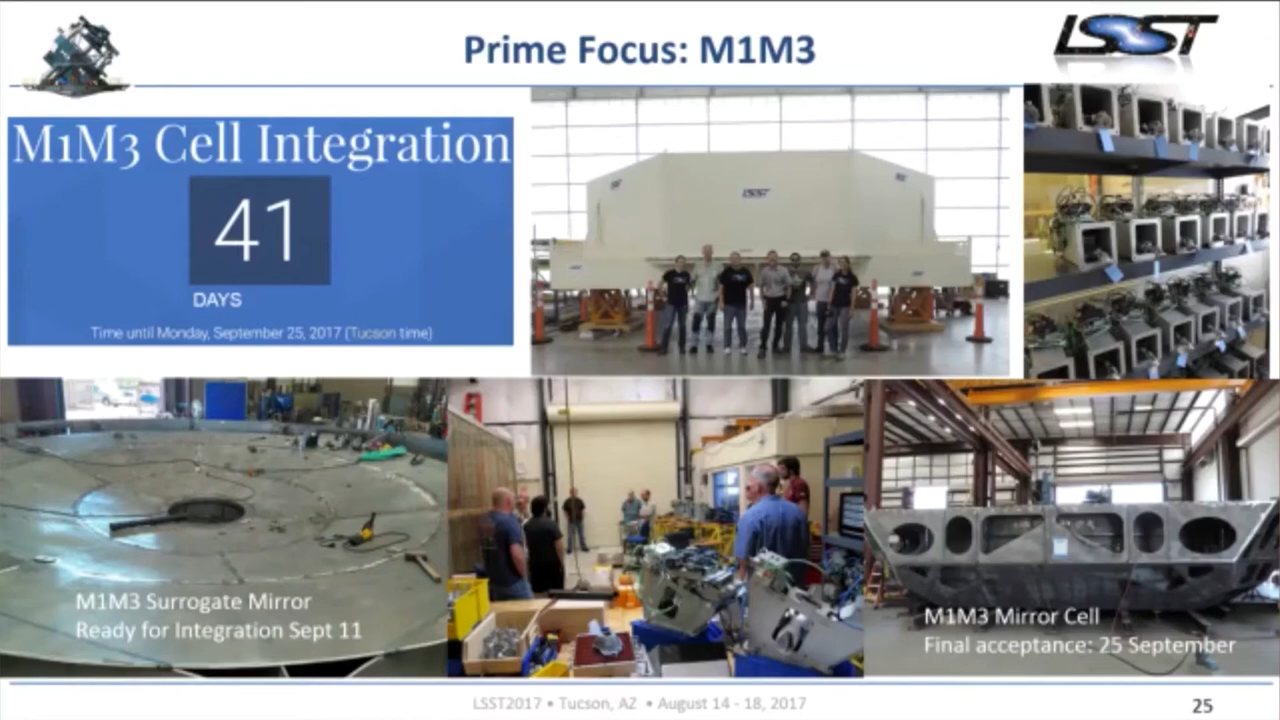 Prime Focus: M1M3
LSST
M1M3 Cell Integration
41
DAYS
Time until Monday, September 25, 2017 (Tucson time)
LSST
M1M3 Surrogate Mirror
Ready for Integration Sept 11
M1M3 Mirror Cell
Final acceptance: 25 September
LSST2017 • Tucson, AZ • August 14 - 18, 2017
25